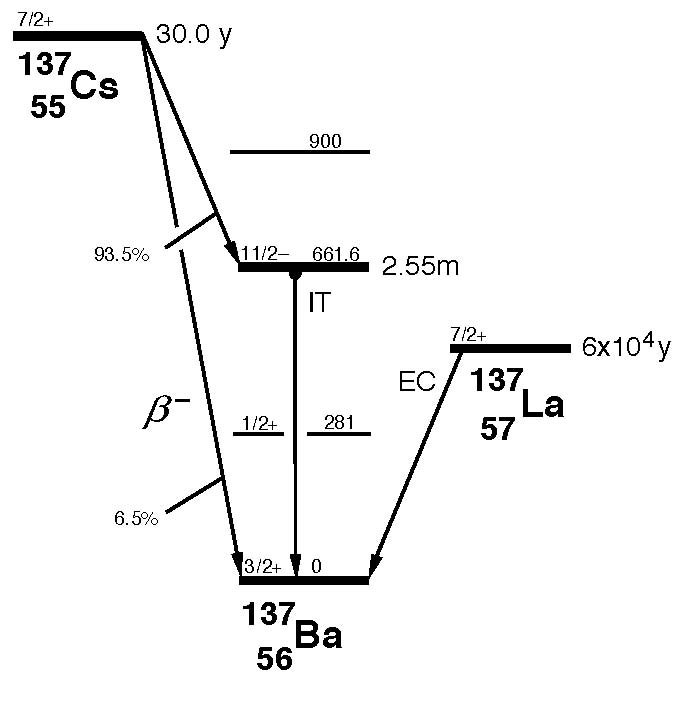 7/2+
30.0 y
137
55 Cs
900
93.5%
11/2– 661.6
2.55m
IT
7/2+
6x10⁴y
EC
137
57 La
β⁻
1/2+ 281
6.5%
3/2+ 0
137
56 Ba